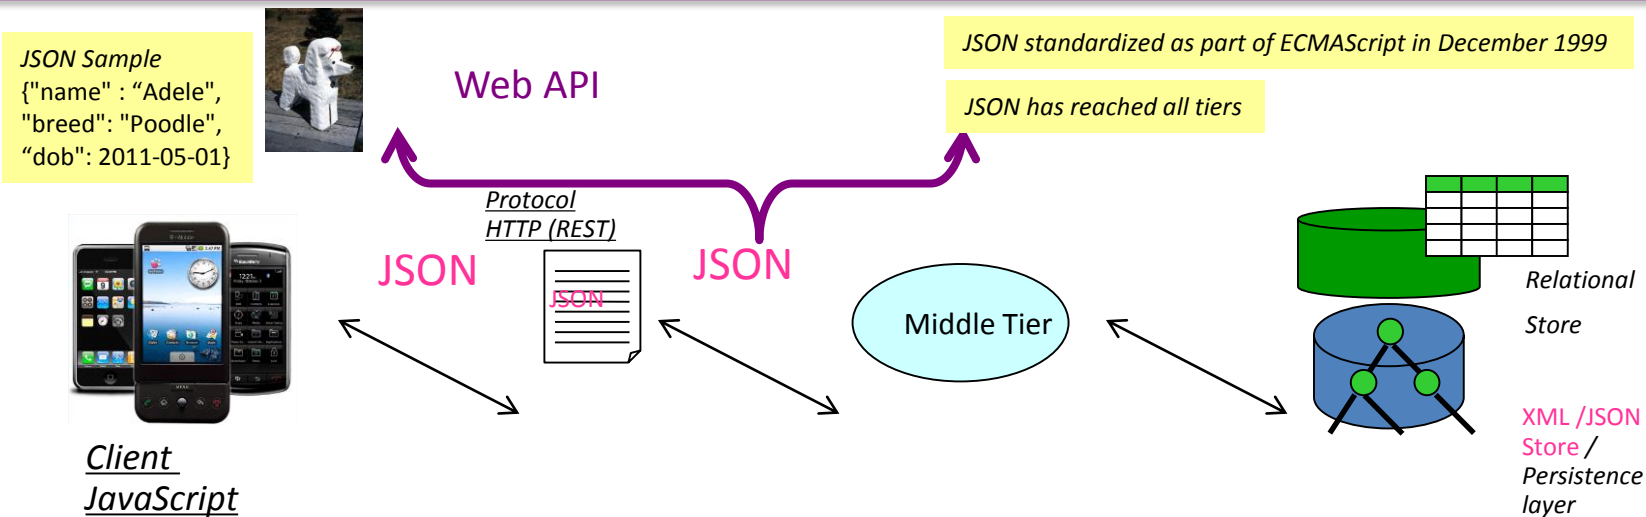 JSON Sample
{"name" : “Adele",
"breed": "Poodle",
“dob": 2011-05-01}
Web API
JSON standardized as part of ECMAScript in December 1999
JSON has reached all tiers
Protocol
HTTP (REST)
JSON
JSON
JSON
Middle Tier
Relational
Store
XML /JSON
Store /
Persistence
layer
Client
JavaScript